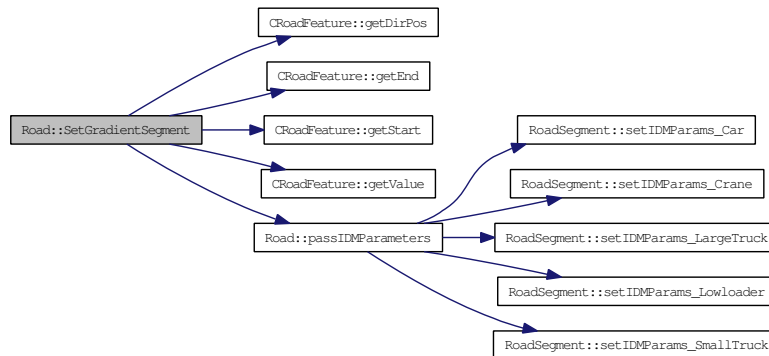 CRoadFeature::getDirPos
CRoadFeature::getEnd
Road::SetGradientSegment
CRoadFeature::getStart
RoadSegment::setIDMParams_Car
CRoadFeature::getValue
RoadSegment::setIDMParams_Crane
Road::passIDMParameters
RoadSegment::setIDMParams_LargeTruck
RoadSegment::setIDMParams_Lowloader
RoadSegment::setIDMParams_SmallTruck